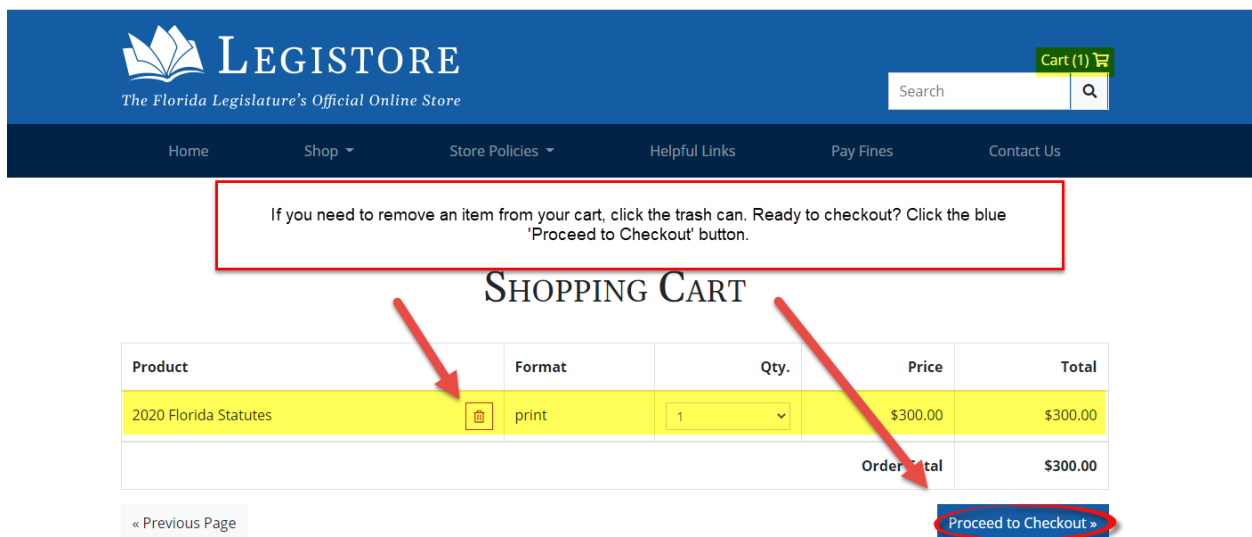 LEGISTORE
The Florida Legislature's Official Online Store
Cart (1)
Search
Home Shop Store Policies Helpful Links Pay Fines Contact Us
If you need to remove an item from your cart, click the trash can. Ready to checkout? Click the blue
'Proceed to Checkout' button.
SHOPPING CART
Product Format Qty. Price Total
2020 Florida Statutes print 1 $300.00 $300.00
Order Total $300.00
« Previous Page Proceed to Checkout »